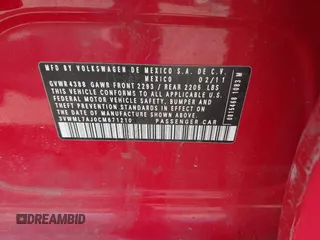 MFD BY VOLKSWAGEN DE MEXICO S.A. DE C.V.
MEXICO 02/11
GVWR 4388 GAWR FRONT 2293 / REAR 2205 LBS
THIS VEHICLE CONFORMS TO ALL APPLICABLE U.S.
FEDERAL MOTOR VEHICLE SAFETY, BUMPER AND
THEFT PREVENTION STANDARDS IN EFFECT ON THE
DATE OF MANUFACTURE SHOWN ABOVE
PASSENGER CAR
DREAMBID